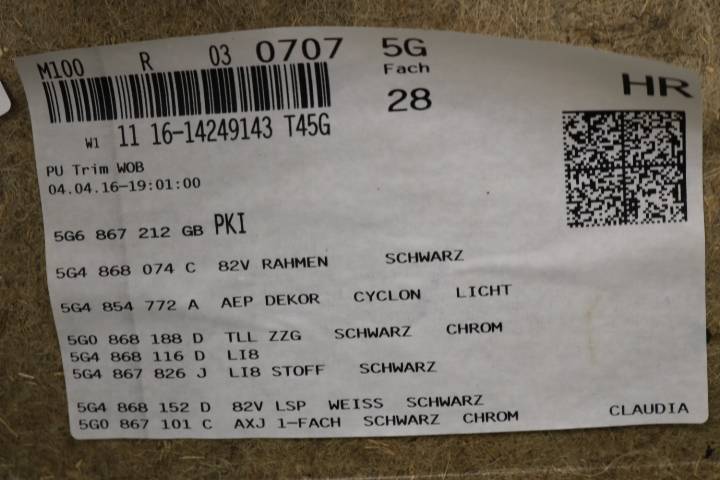 M100 R 03 0707 5G
Fach
28
HR
W1 11 16-14249143 T45G
PU Trim WOB
04.04.16-19:01:00
5G6 867 212 GB PKI
5G4 868 074 C 82V RAHMEN SCHWARZ
5G4 854 772 A AEP DEKOR CYCLON LICHT
5G0 868 188 D TLL ZZG SCHWARZ CHROM
5G4 868 116 D LI8
5G4 867 826 J LI8 STOFF SCHWARZ
5G4 868 152 D 82V LSP WEISS SCHWARZ
5G0 867 101 C AXJ 1-FACH SCHWARZ CHROM
CLAUDIA